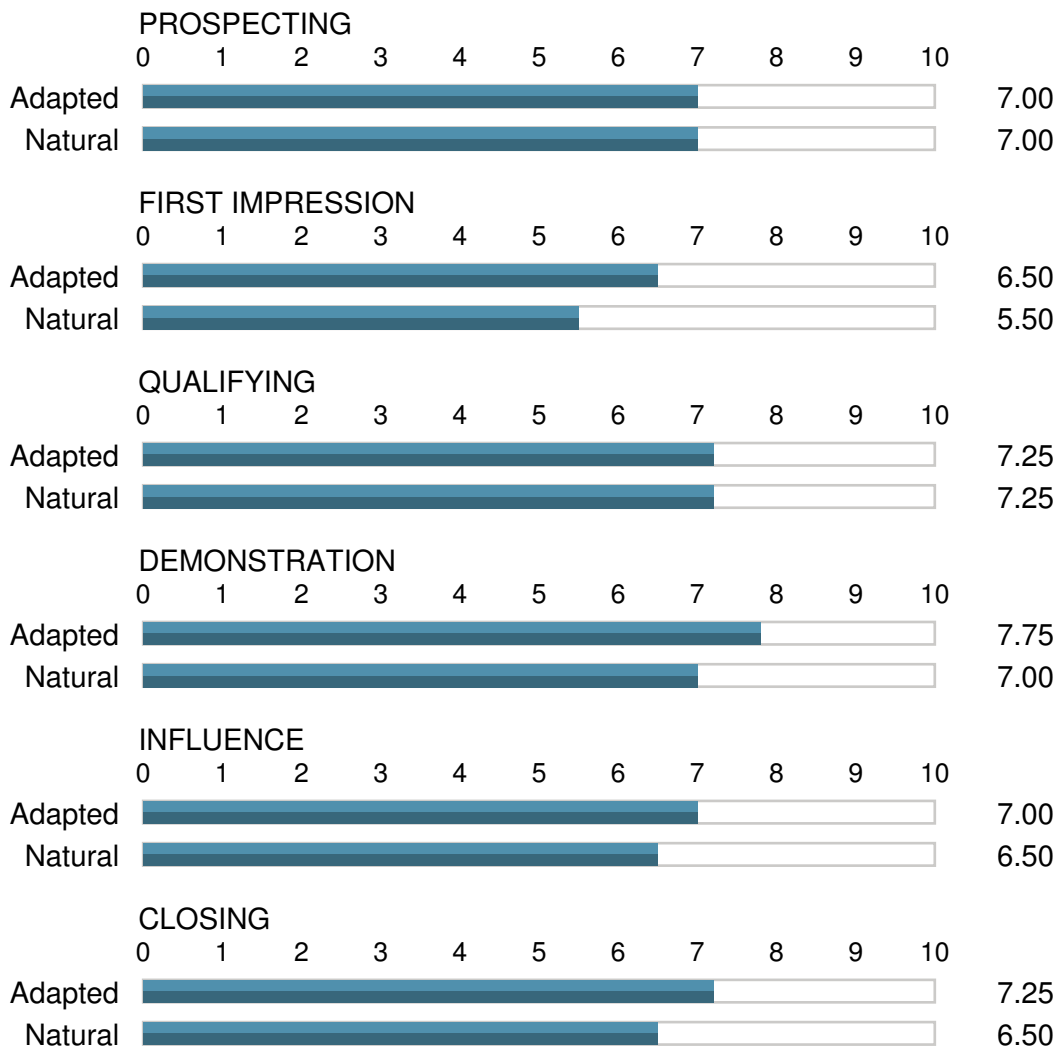 PROSPECTING
0 1 2 3 4 5 6 7 8 9 10
Adapted 7.00
Natural 7.00
FIRST IMPRESSION
0 1 2 3 4 5 6 7 8 9 10
Adapted 6.50
Natural 5.50
QUALIFYING
0 1 2 3 4 5 6 7 8 9 10
Adapted 7.25
Natural 7.25
DEMONSTRATION
0 1 2 3 4 5 6 7 8 9 10
Adapted 7.75
Natural 7.00
INFLUENCE
0 1 2 3 4 5 6 7 8 9 10
Adapted 7.00
Natural 6.50
CLOSING
0 1 2 3 4 5 6 7 8 9 10
Adapted 7.25
Natural 6.50